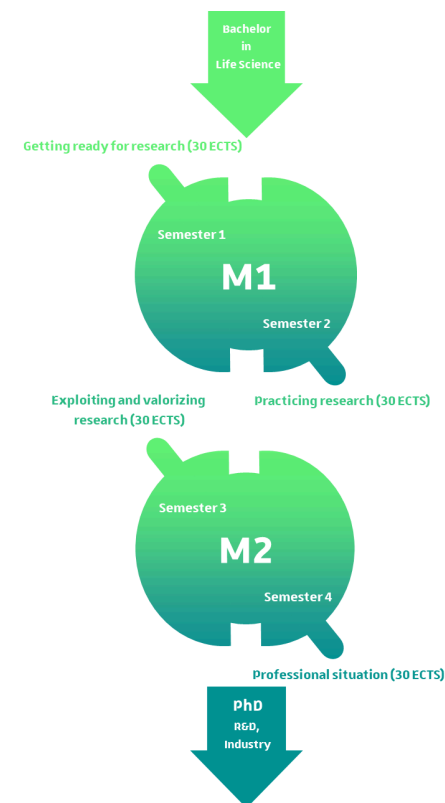 Bachelor
in
Life Science
Getting ready for research (30 ECTS)
Semester 1
M1
Semester 2
Exploiting and valorizing
research (30 ECTS)
Practicing research (30 ECTS)
Semester 3
M2
Semester 4
Professional situation (30 ECTS)
PhD
R&D,
Industry